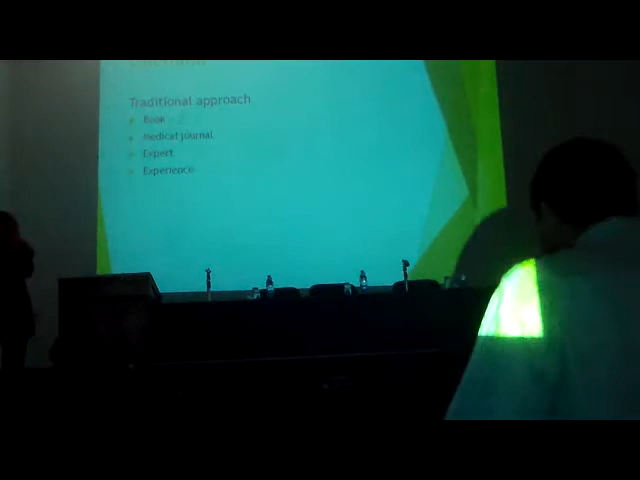 Traditional approach
Book
Medical journal
Expert
Experience